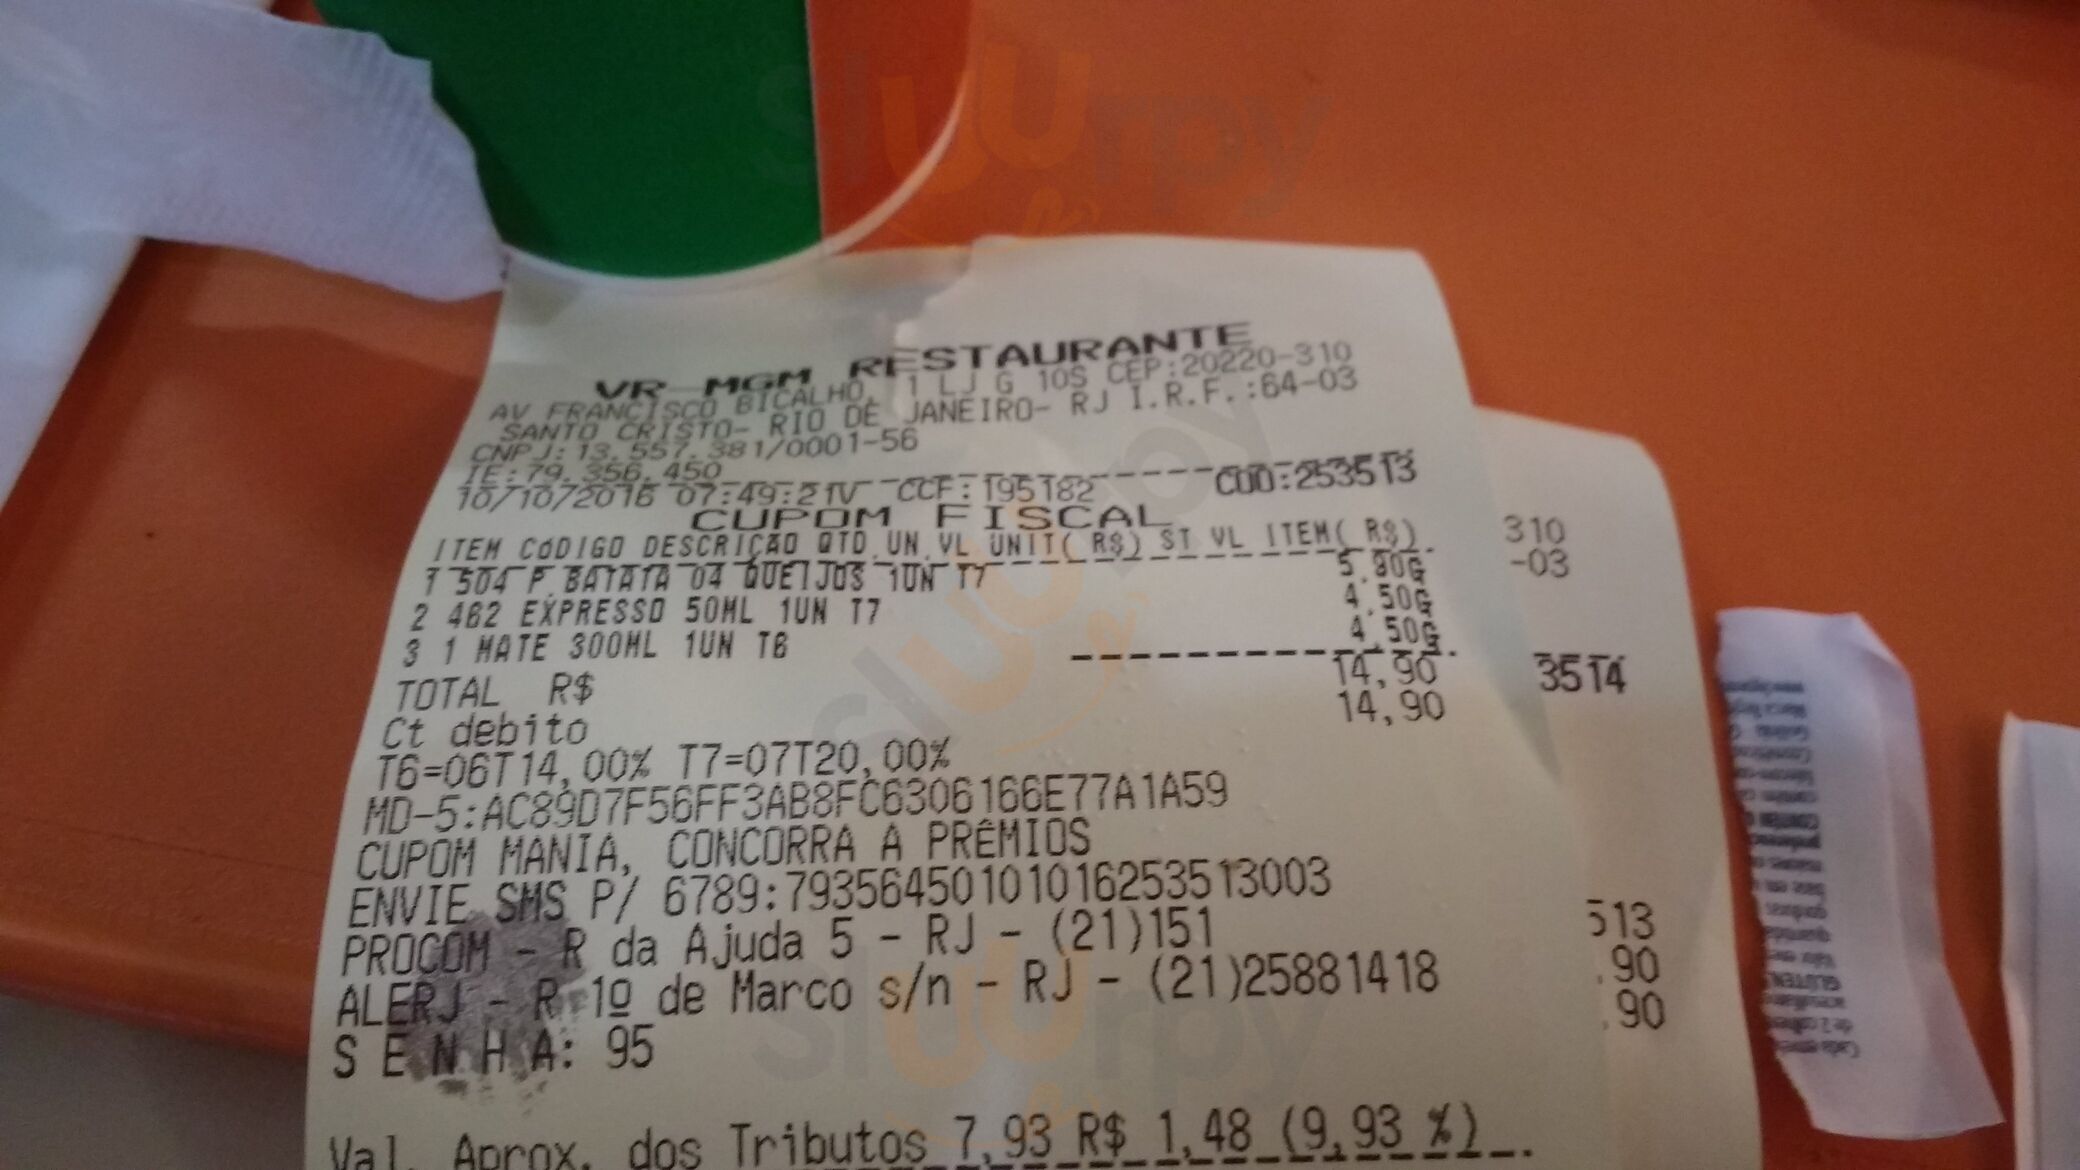 VR-MGM RESTAURANTE
AV FRANCISCO BICALHO, 1 LJ G 10S CEP:20220-310
SANTO CRISTO- RIO DE JANEIRO- RJ I.R.F.:64-03
CNPJ:13.557.381/0001-56
IE:79.356.450
10/10/2016 07:49:21V CCF:195182 COO:253513
CUPOM FISCAL
ITEM CÓDIGO DESCRIÇÃO QTD.UN.VL UNIT( R$) ST VL ITEM( R$)
1 504 P.BATATA 04 QUEIJOS 1UN T7 5,90G
2 462 EXPRESSO 50ML 1UN T7 4,50G
3 1 MATE 300ML 1UN T6 4,50G
TOTAL R$ 14,90
Ct debito 14,90
T6=06T14,00% T7=07T20,00%
MD-5:AC89D7F56FF3AB8FC6306166E77A1A59
CUPOM MANIA, CONCORRA A PRÊMIOS
ENVIE SMS P/ 6789:7935645010101625351 3003
PROCOM - R da Ajuda 5 - RJ - (21)151
ALERJ - R 1º de Marco s/n - RJ - (21)25881418
S E N H A: 95
Val. Aprox. dos Tributos 7,93 R$ 1,48 (9,93 %)
310
-03
3514
513
,90
,90
GLUTEN
sluurpy
sluurpy
sluurpy